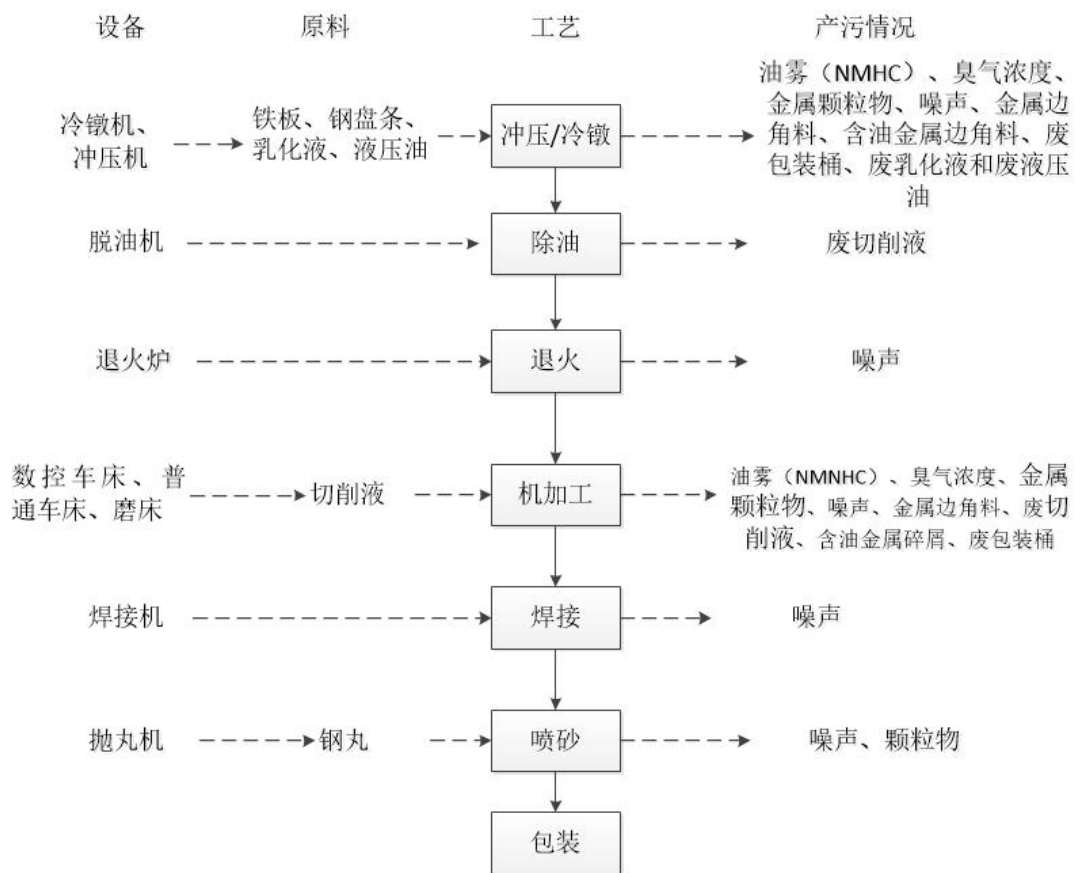 设备 原料 工艺 产污情况
冷镦机、
冲压机
铁板、钢盘条、
乳化液、液压油
冲压/冷镦
油雾（NMHC）、臭气浓度、
金属颗粒物、噪声、金属边
角料、含油金属边角料、废
包装桶、废乳化液和废液压
油
脱油机 除油 废切削液
退火炉 退火 噪声
数控车床、普
通车床、磨床
切削液
机加工
油雾（NMNHC）、臭气浓度、金属
颗粒物、噪声、金属边角料、废切
削液、含油金属碎屑、废包装桶
焊接机 焊接 噪声
抛丸机 钢丸 喷砂 噪声、颗粒物
包装